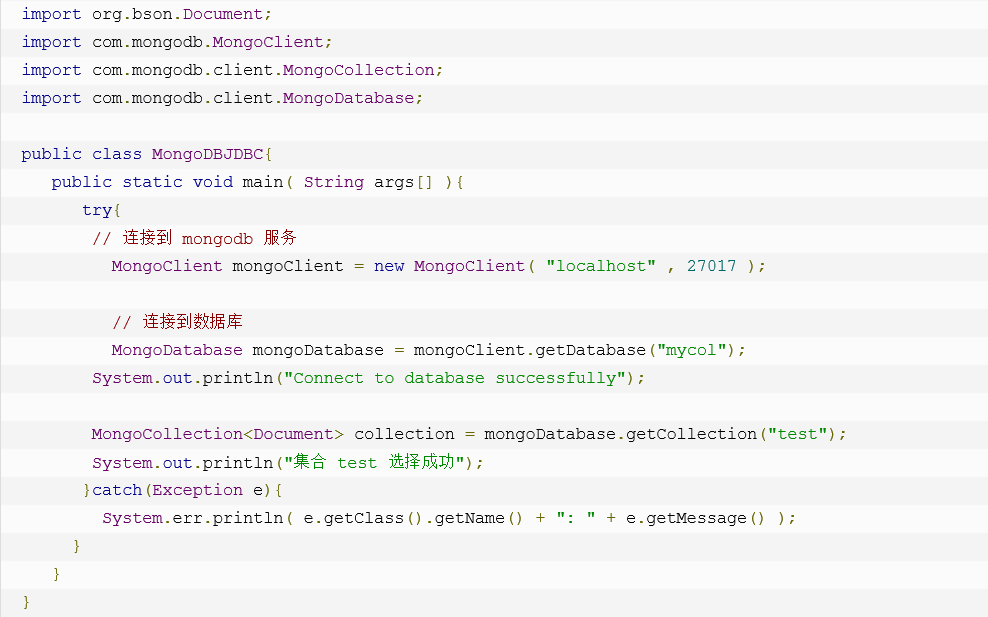 import org.bson.Document;
import com.mongodb.MongoClient;
import com.mongodb.client.MongoCollection;
import com.mongodb.client.MongoDatabase;
public class MongoDBJDBC{
public static void main( String args[] ){
try{
// 连接到 mongodb 服务
MongoClient mongoClient = new MongoClient( "localhost" , 27017 );
// 连接到数据库
MongoDatabase mongoDatabase = mongoClient.getDatabase("mycol");
System.out.println("Connect to database successfully");
MongoCollection<Document> collection = mongoDatabase.getCollection("test");
System.out.println("集合 test 选择成功");
}catch(Exception e){
System.err.println( e.getClass().getName() + ": " + e.getMessage() );
}
}
}